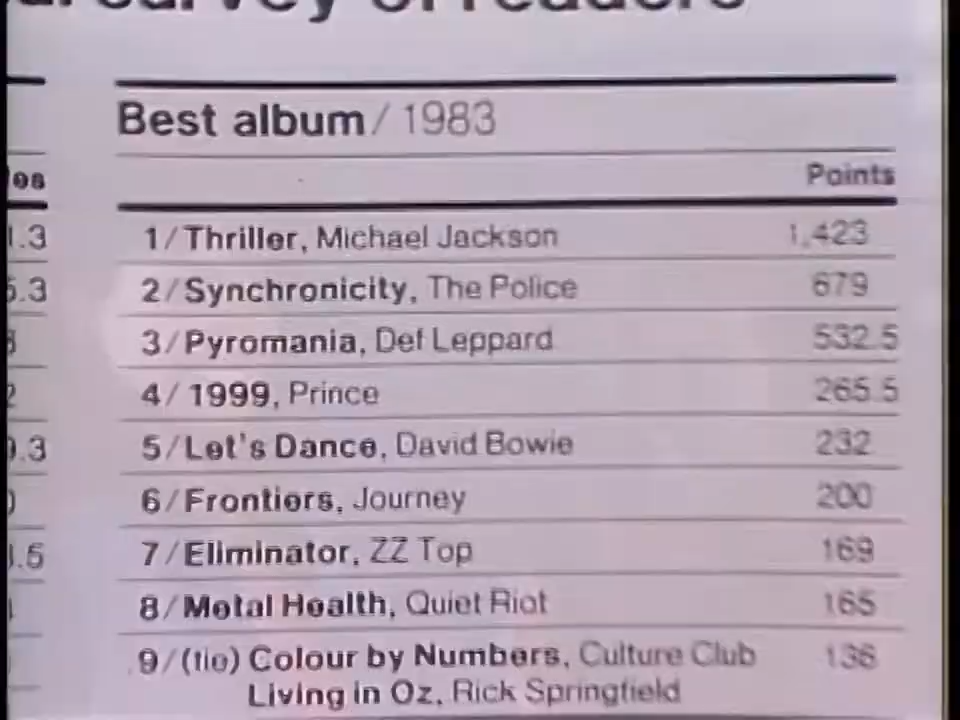 survey of readers
Best album / 1983
Points
1/Thriller, Michael Jackson 1,423
2/Synchronicity, The Police 679
3/Pyromania, Def Leppard 532.5
4/1999, Prince 265.5
5/Let's Dance, David Bowie 232
6/Frontiers, Journey 200
7/Eliminator, ZZ Top 169
8/Metal Health, Quiet Riot 165
9/(tie) Colour by Numbers, Culture Club 136
Living in Oz, Rick Springfield